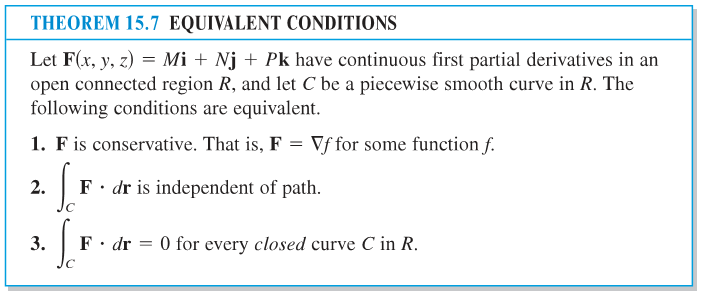 THEOREM 15.7 EQUIVALENT CONDITIONS
Let F(x, y, z) = Mi + Nj + Pk have continuous first partial derivatives in an
open connected region R, and let C be a piecewise smooth curve in R. The
following conditions are equivalent.
1. F is conservative. That is, F = ∇f for some function f.
2. ∫_C F · dr is independent of path.
3. ∫_C F · dr = 0 for every closed curve C in R.